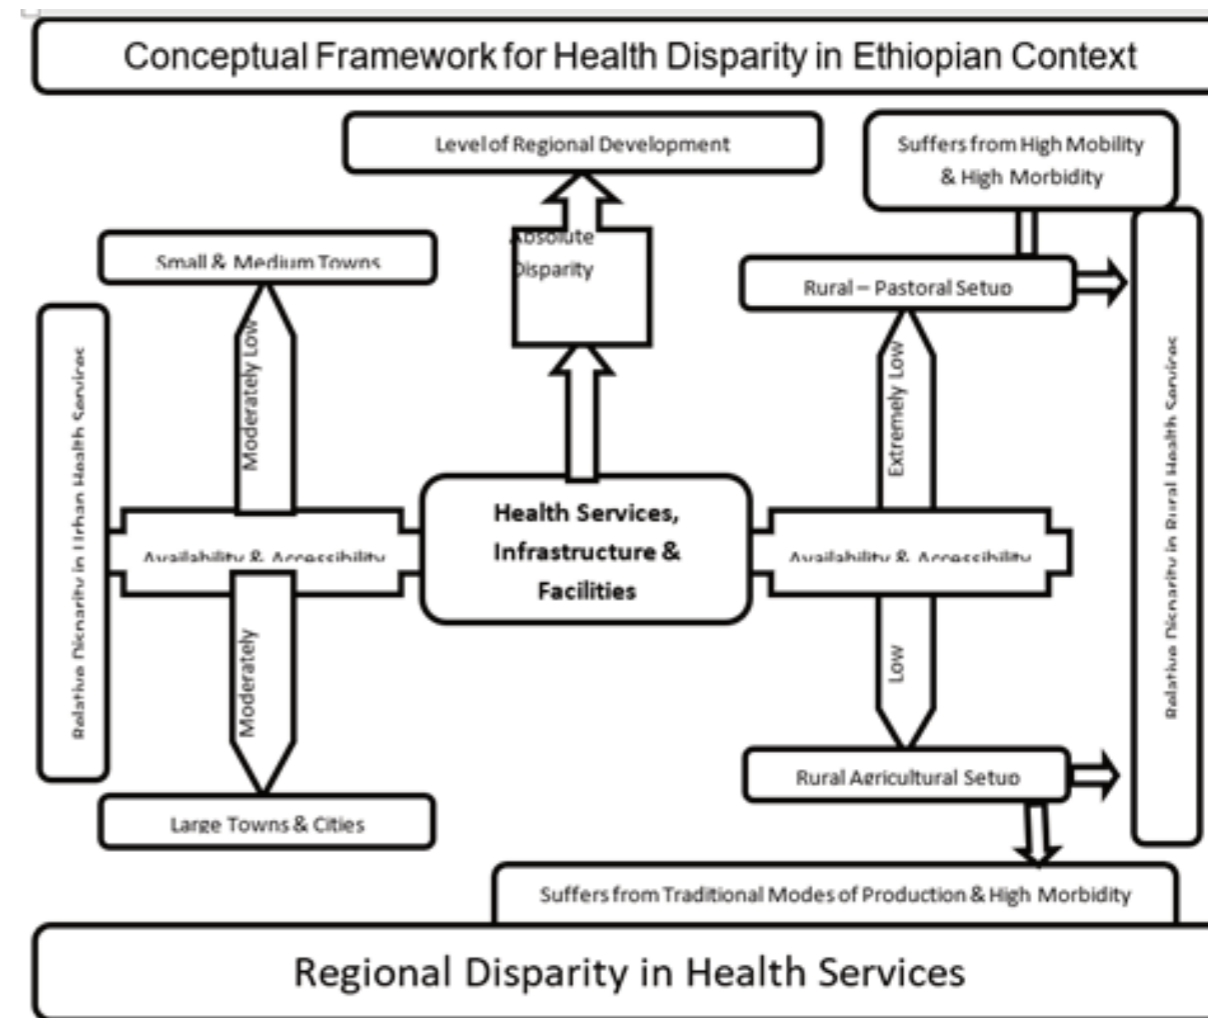 Conceptual Framework for Health Disparity in Ethiopian Context
Level of Regional Development
Suffers from High Mobility
& High Morbidity
Absolute
Disparity
Small & Medium Towns
Rural – Pastoral Setup
Relative Disparity in Urban Health Services
Moderately Low
Extremely Low
Relative Disparity in Rural Health Services
Health Services,
Infrastructure &
Facilities
Availability & Accessibility
Availability & Accessibility
Moderately
Low
Rural Agricultural Setup
Large Towns & Cities
Suffers from Traditional Modes of Production & High Morbidity
Regional Disparity in Health Services